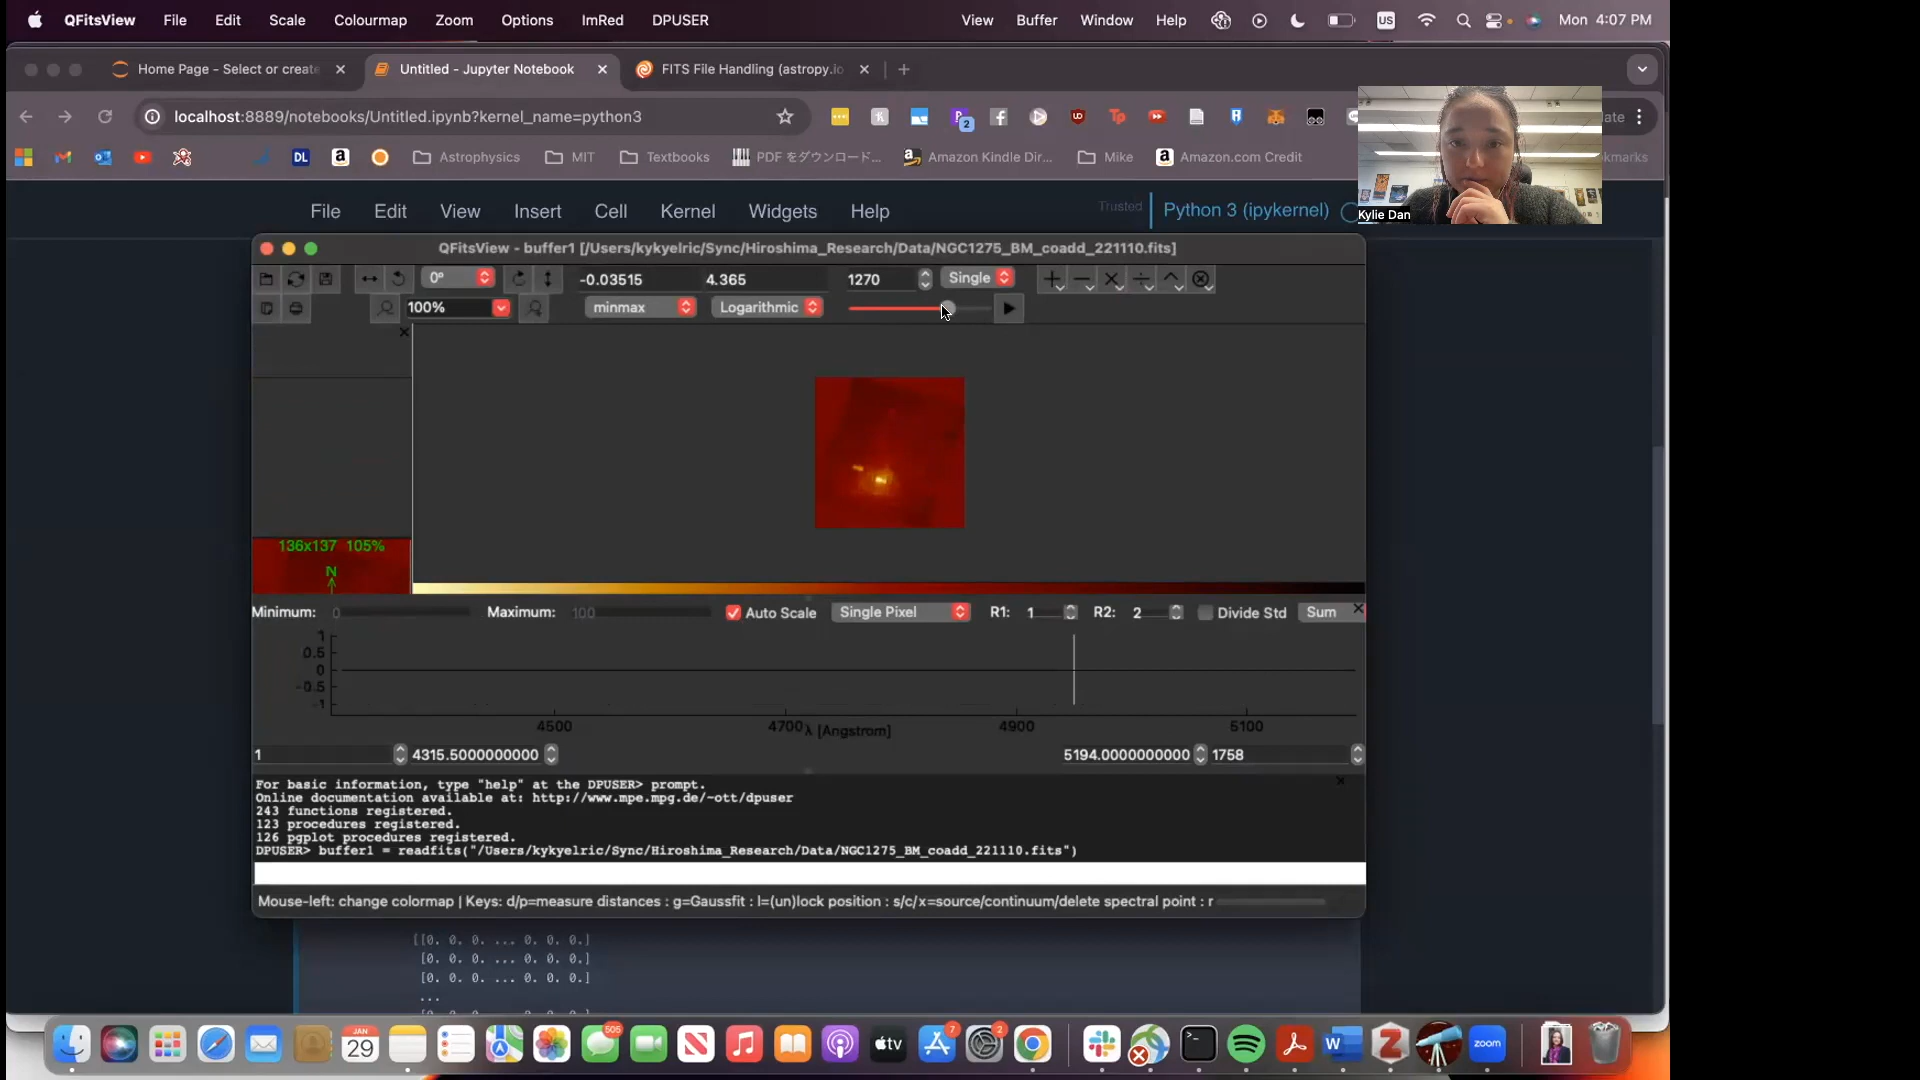 QFitsView File Edit Scale Colourmap Zoom Options ImRed DPUSER View Buffer Window Help US Mon 4:07 PM
Home Page - Select or create Untitled - Jupyter Notebook FITS File Handling (astropy.io
localhost:8889/notebooks/Untitled.ipynb?kernel_name=python3
2
DL Astrophysics MIT Textbooks PDF をダウンロード... Amazon Kindle Dir... Mike Amazon.com Credit
Kylie Dan
File Edit View Insert Cell Kernel Widgets Help Trusted Python 3 (ipykernel)
QFitsView - buffer1 [/Users/kykyelric/Sync/Hiroshima_Research/Data/NGC1275_BM_coadd_221110.fits]
0° -0.03515 4.365 1270 Single
100% minmax Logarithmic
136x137 105%
N
Minimum: 0 Maximum: 100 Auto Scale Single Pixel R1: 1 R2: 2 Divide Std Sum
1
0.5
0
-0.5
-1
4500 4700 4900 5100
λ [Angstrom]
1 4315.5000000000 5194.0000000000 1758
For basic information, type "help" at the DPUSER> prompt.
Online documentation available at: http://www.mpe.mpg.de/~ott/dpuser
243 functions registered.
123 procedures registered.
126 pgplot procedures registered.
DPUSER> buffer1 = readfits("/Users/kykyelric/Sync/Hiroshima_Research/Data/NGC1275_BM_coadd_221110.fits")
Mouse-left: change colormap | Keys: d/p=measure distances : g=Gaussfit : l=(un)lock position : s/c/x=source/continuum/delete spectral point : r
[[0. 0. 0. ... 0. 0. 0.]
[0. 0. 0. ... 0. 0. 0.]
[0. 0. 0. ... 0. 0. 0.]
...
JAN 29 505 tv 7 2 W Z zoom